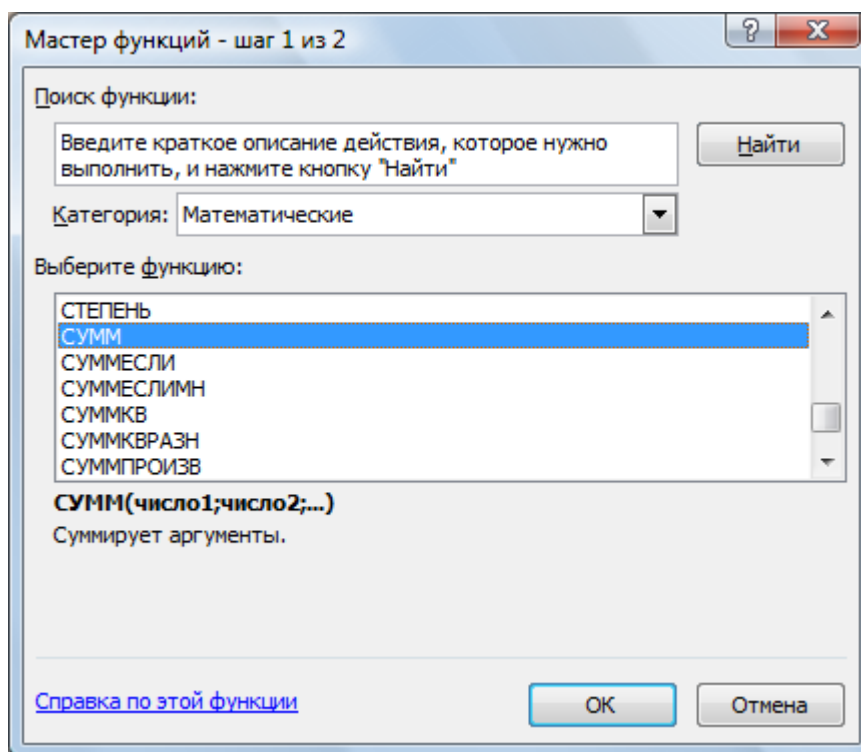 Мастер функций - шаг 1 из 2
?
Поиск функции:
Введите краткое описание действия, которое нужно
выполнить, и нажмите кнопку "Найти"
Найти
Категория: Математические
Выберите функцию:
СТЕПЕНЬ
СУММ
СУММЕСЛИ
СУММЕСЛИМН
СУММКВ
СУММКВРАЗН
СУММПРОИЗВ
СУММ(число1;число2;...)
Суммирует аргументы.
Справка по этой функции
ОК
Отмена